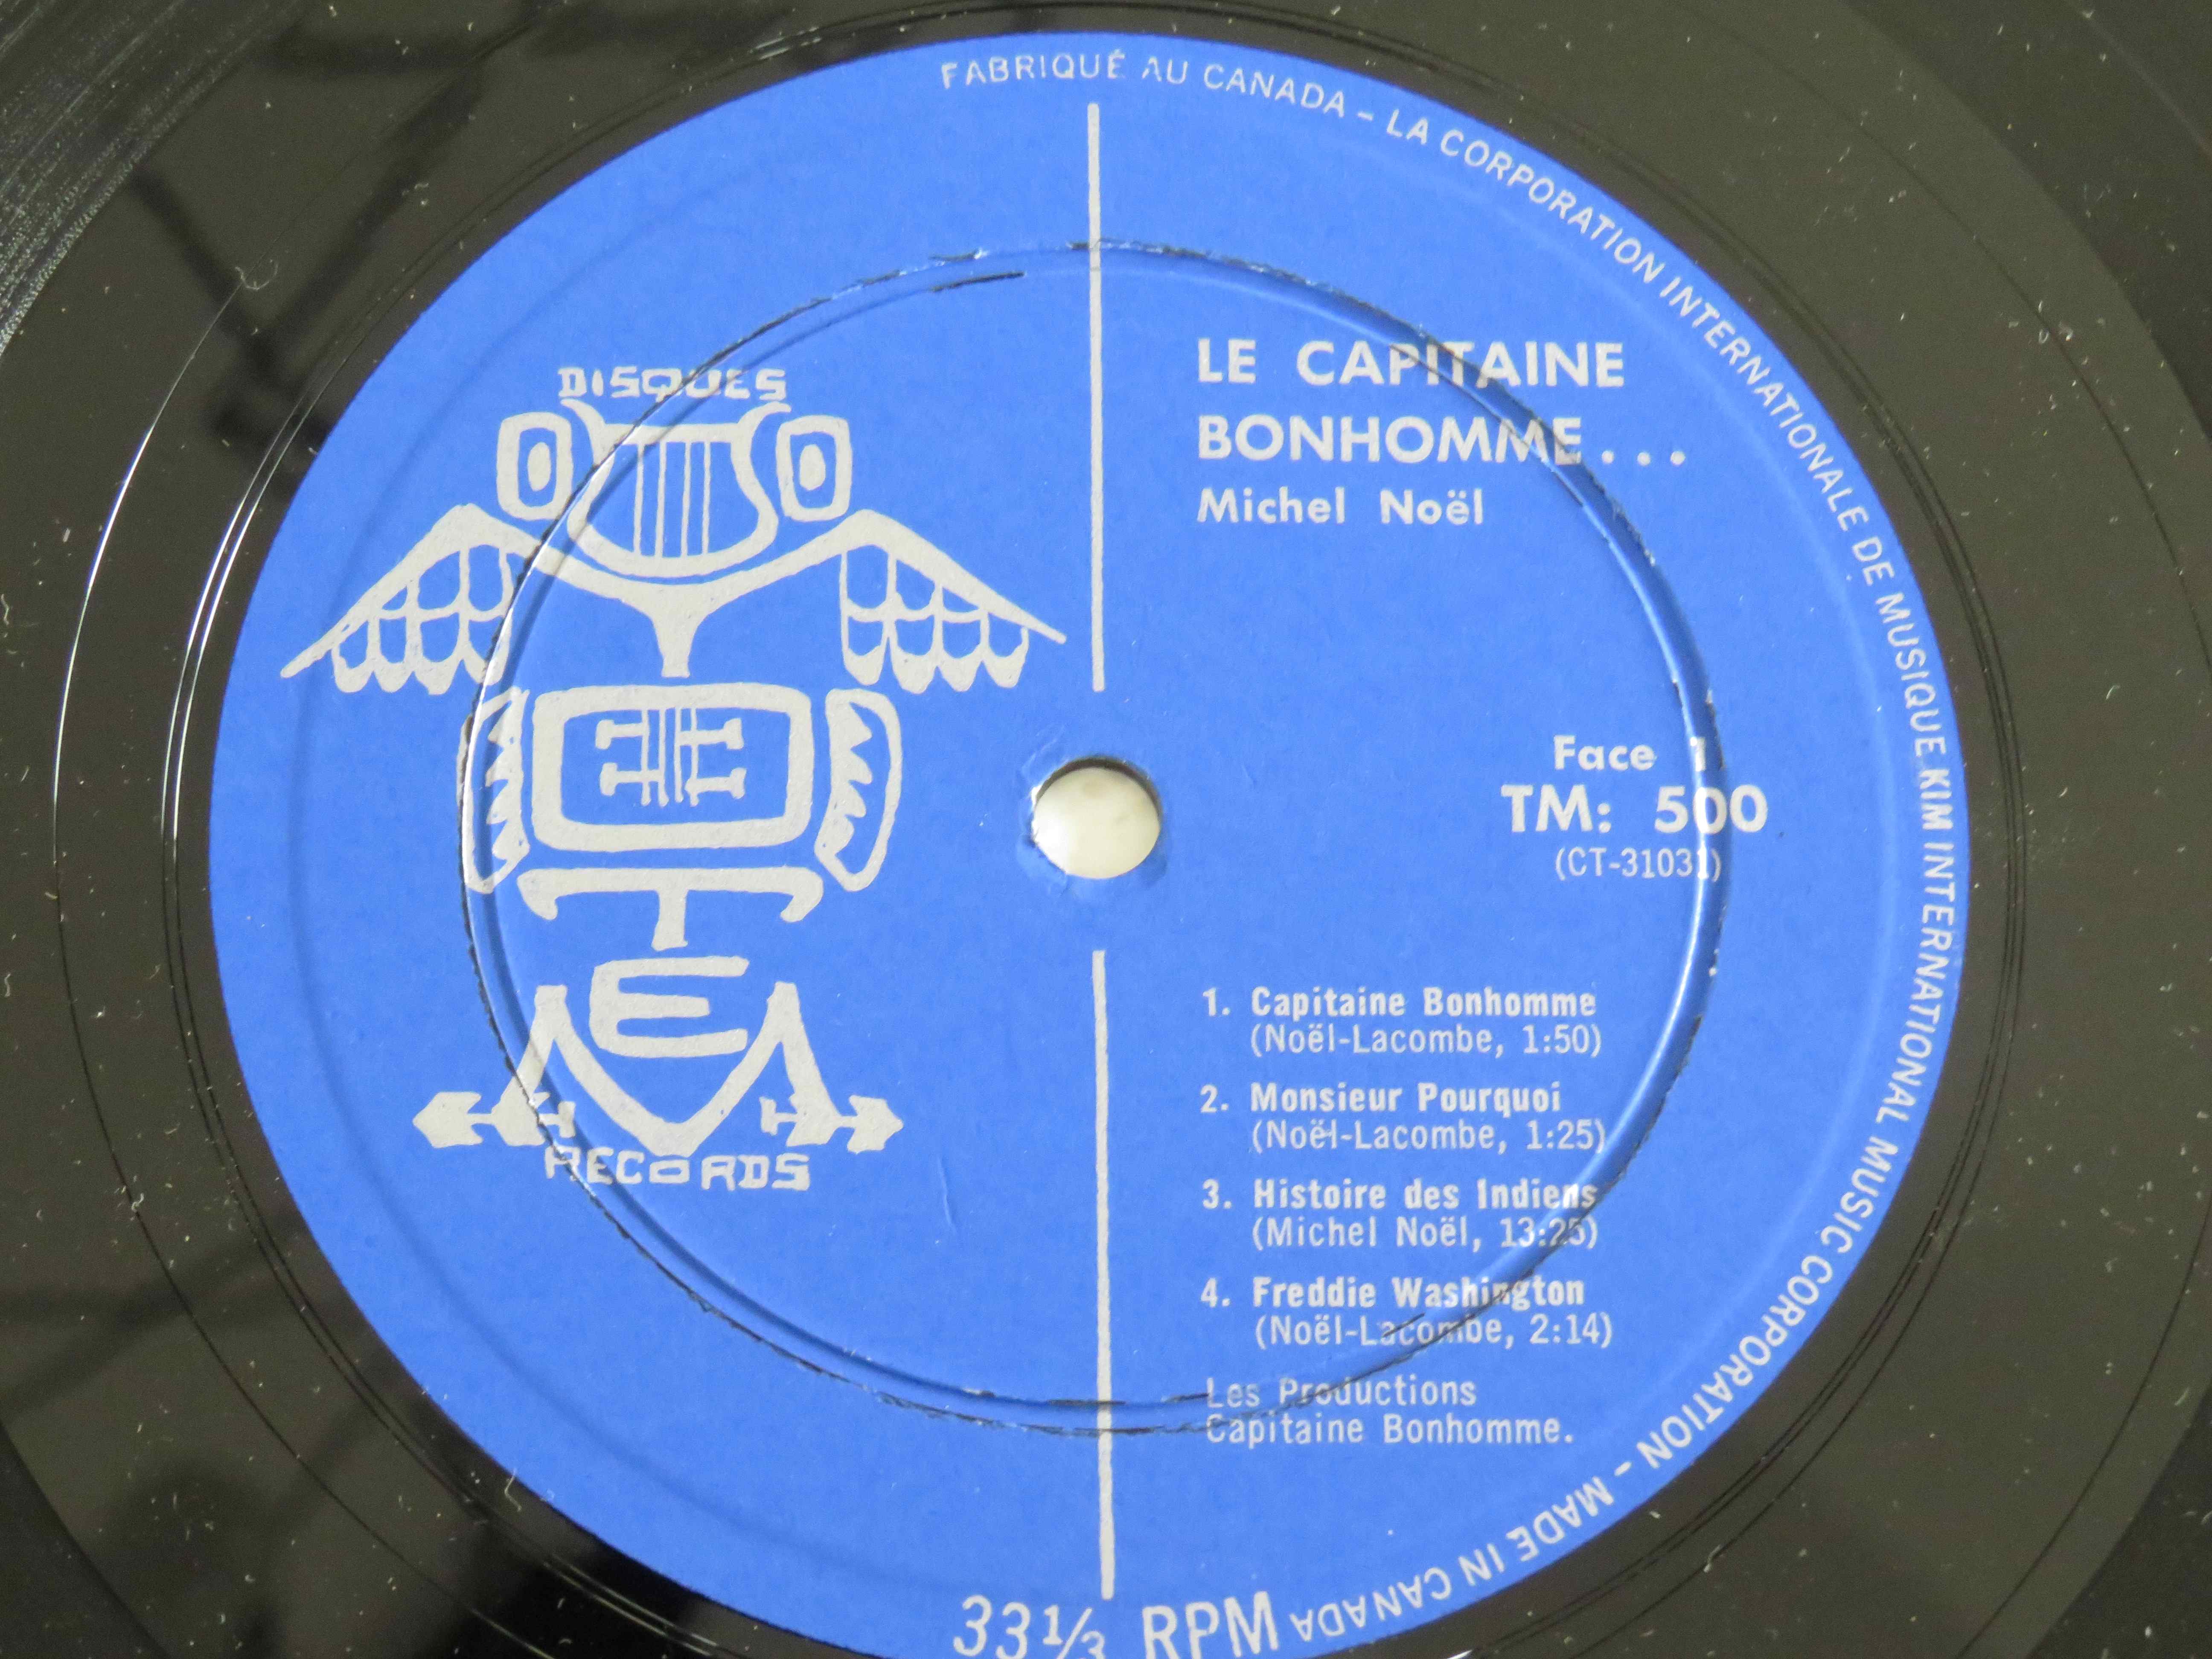 FABRIQUÉ AU CANADA – LA CORPORATION INTERNATIONALE DE MUSIQUE KIM INTERNATIONAL MUSIC CORPORATION – MADE IN CANADA
DISQUES
RECORDS
LE CAPITAINE
BONHOMME...
Michel Noël
Face 1
TM: 500
(CT-31031)
1. Capitaine Bonhomme
(Noël-Lacombe, 1:50)
2. Monsieur Pourquoi
(Noël-Lacombe, 1:25)
3. Histoire des Indiens
(Michel Noël, 13:25)
4. Freddie Washington
(Noël-Lacombe, 2:14)
Les Productions
Capitaine Bonhomme.
33⅓ RPM